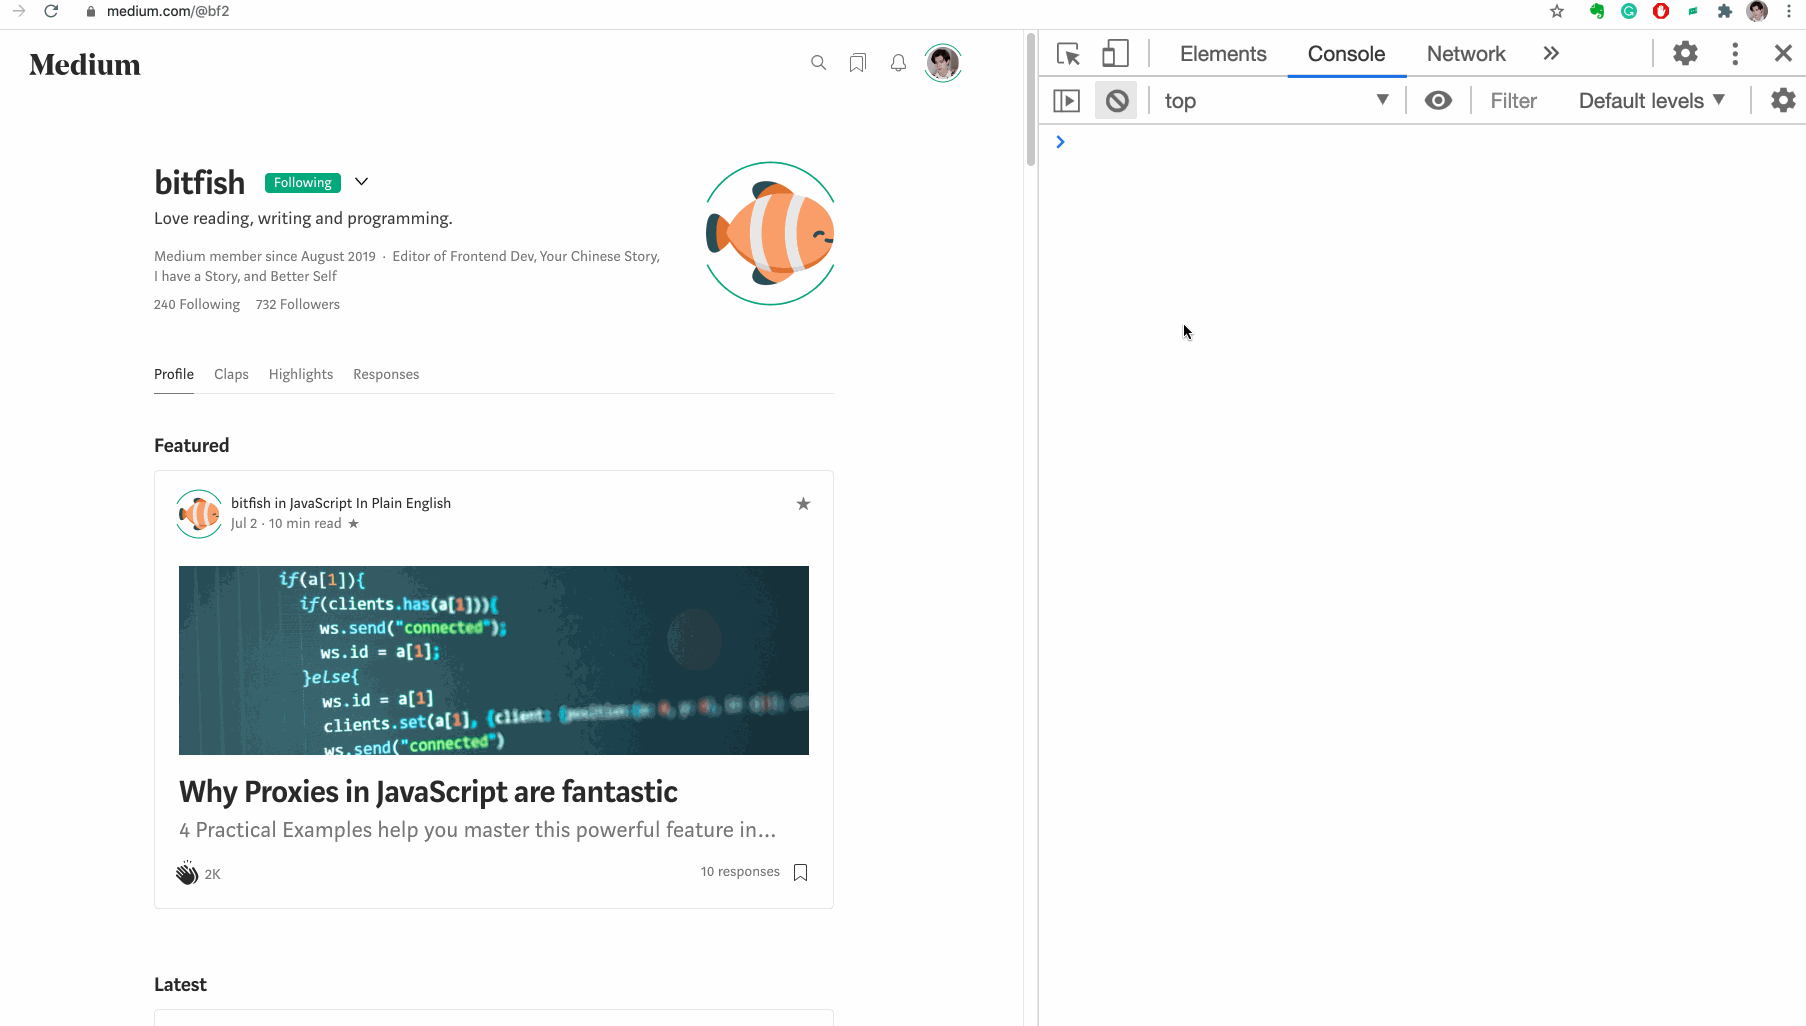 medium.com/@bf2
Medium
bitfish Following
Love reading, writing and programming.
Medium member since August 2019 · Editor of Frontend Dev, Your Chinese Story,
I have a Story, and Better Self
240 Following 732 Followers
Profile Claps Highlights Responses
Featured
bitfish in JavaScript In Plain English
Jul 2 · 10 min read ★
if(a[1]){
if(clients.has(a[1])){
ws.send("connected");
ws.id = a[1];
}else{
ws.id = a[1]
clients.set(a[1], {client: {position:
ws.send("connected")
Why Proxies in JavaScript are fantastic
4 Practical Examples help you master this powerful feature in...
2K
10 responses
Latest
Elements Console Network
top Filter Default levels